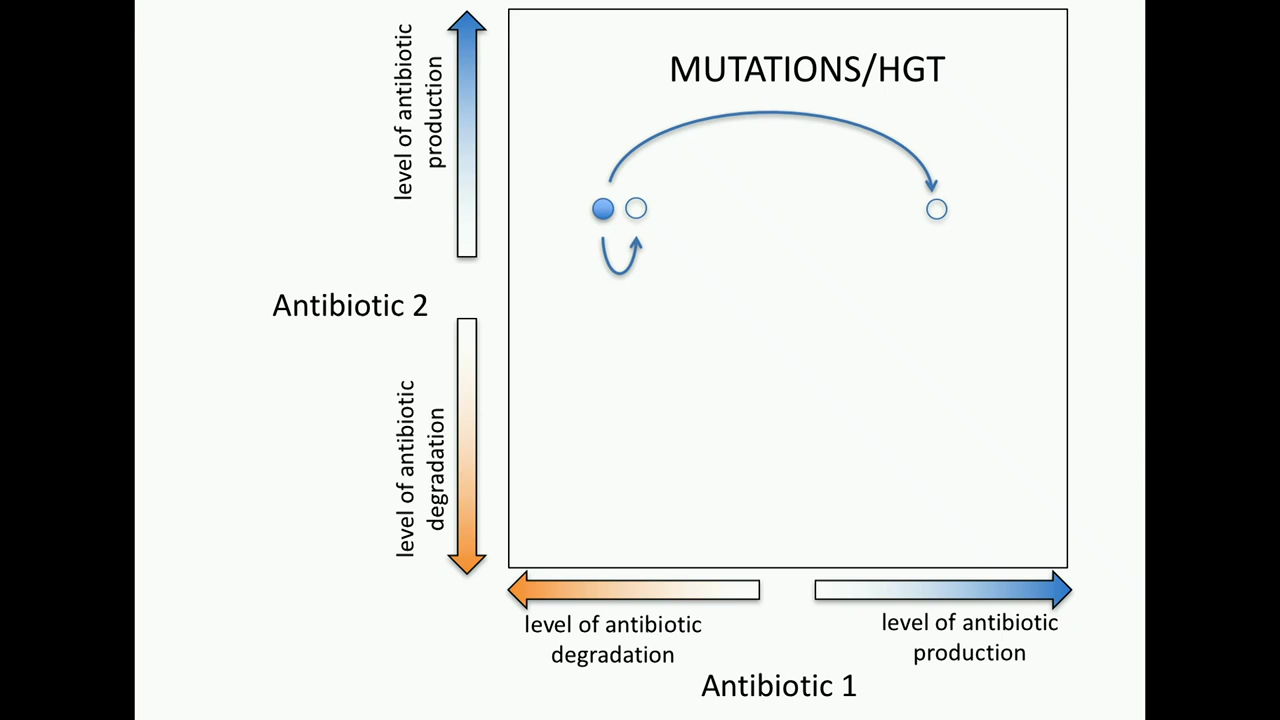 MUTATIONS/HGT
level of antibiotic
production
Antibiotic 2
level of antibiotic
degradation
level of antibiotic
degradation
level of antibiotic
production
Antibiotic 1